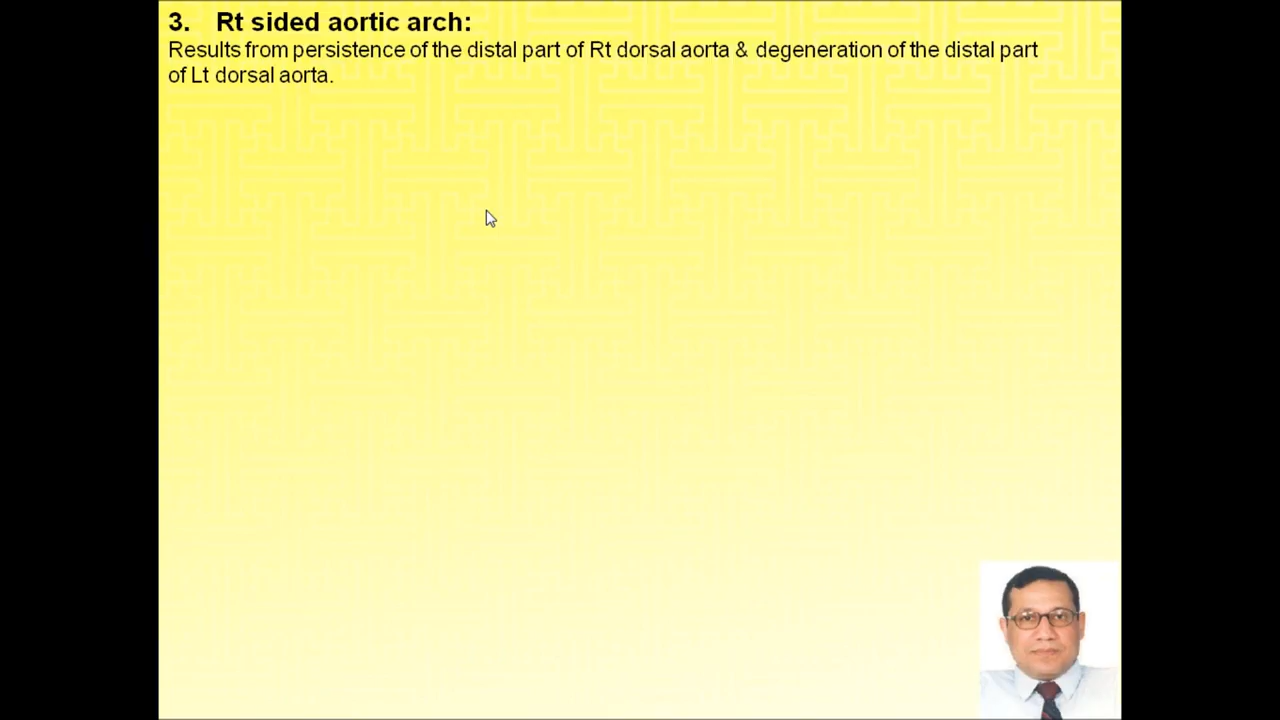 3. Rt sided aortic arch:
Results from persistence of the distal part of Rt dorsal aorta & degeneration of the distal part
of Lt dorsal aorta.